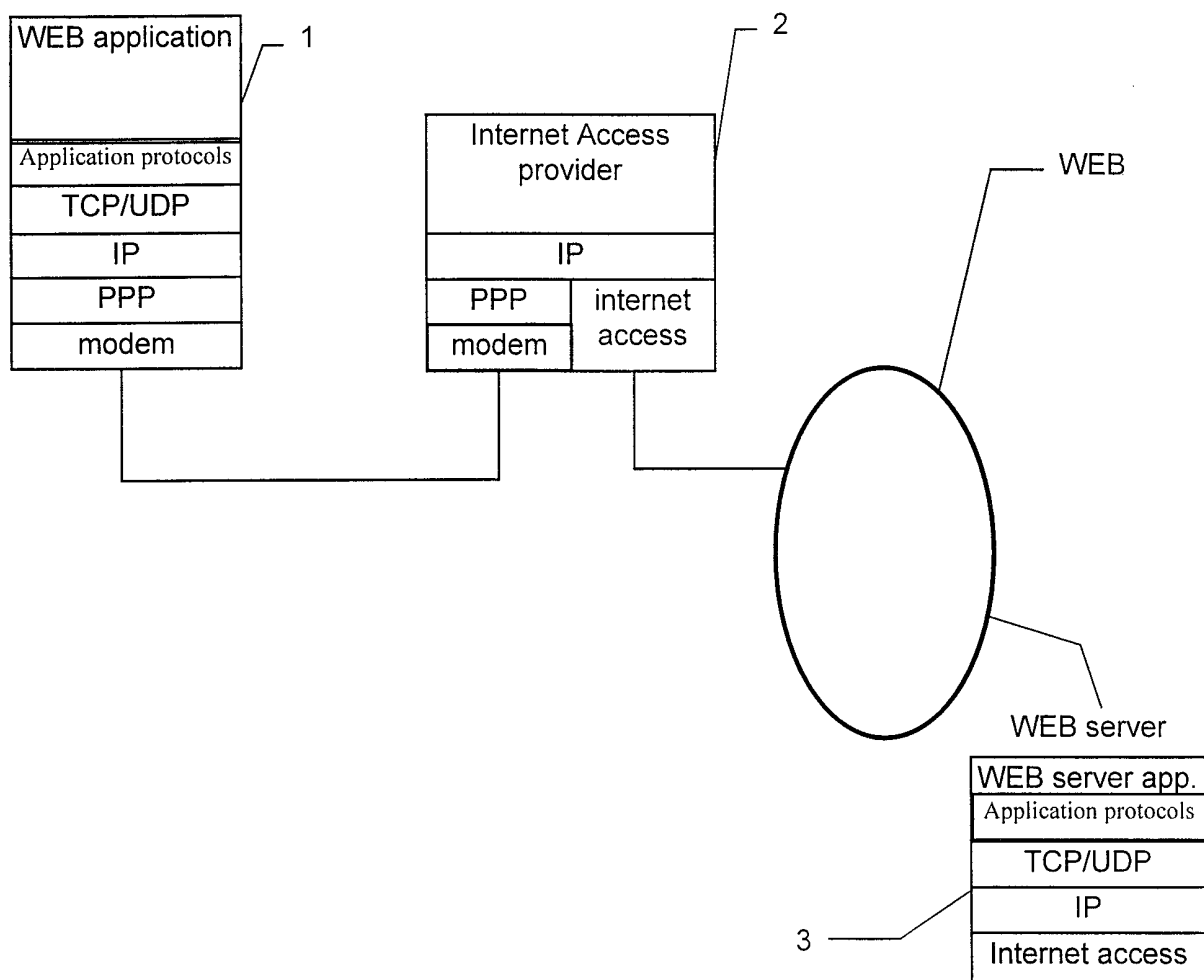 WEB application
1
Application protocols
TCP/UDP
IP
PPP
modem
2
Internet Access
provider
IP
PPP
modem
internet
access
WEB
WEB server
WEB server app.
Application protocols
TCP/UDP
IP
Internet access
3